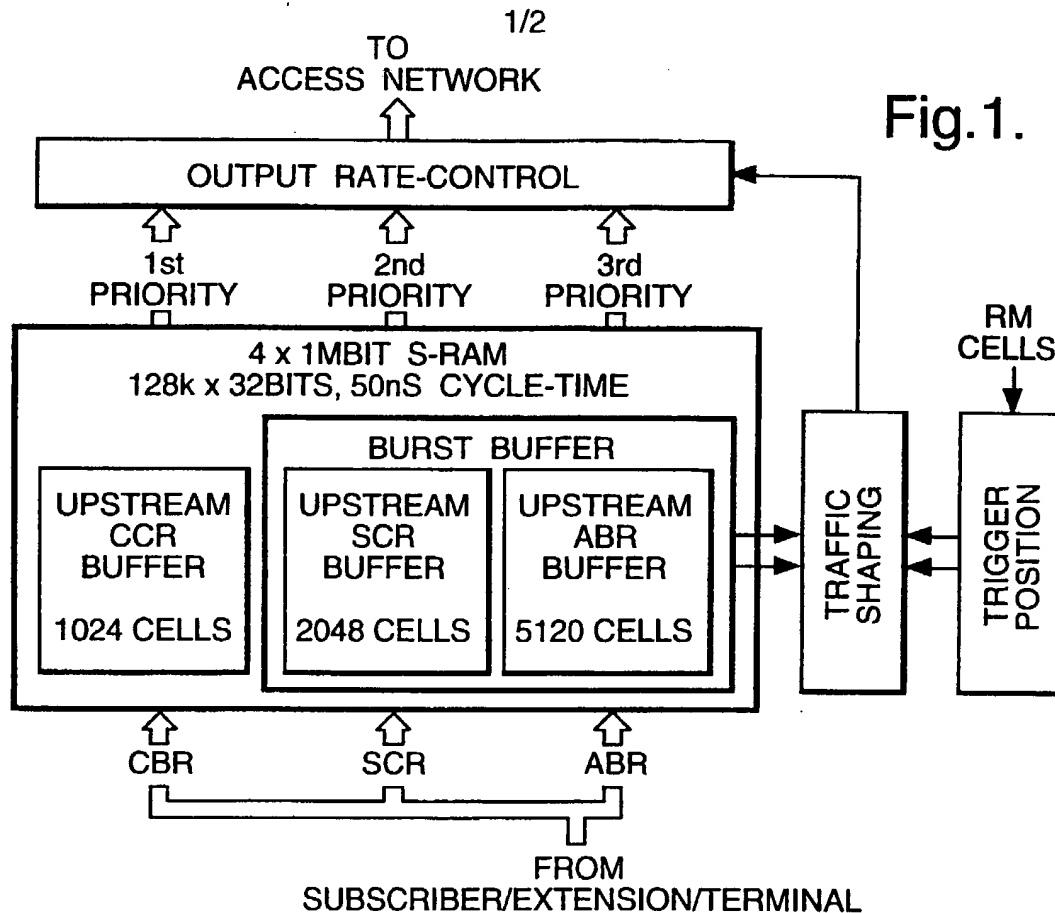 1/2
TO
ACCESS NETWORK
Fig.1.
OUTPUT RATE-CONTROL
1st
PRIORITY
2nd
PRIORITY
3rd
PRIORITY
RM
CELLS
4 x 1MBIT S-RAM
128k x 32BITS, 50nS CYCLE-TIME
BURST BUFFER
UPSTREAM
CCR
BUFFER
1024 CELLS
UPSTREAM
SCR
BUFFER
2048 CELLS
UPSTREAM
ABR
BUFFER
5120 CELLS
TRAFFIC
SHAPING
TRIGGER
POSITION
CBR
SCR
ABR
FROM
SUBSCRIBER/EXTENSION/TERMINAL